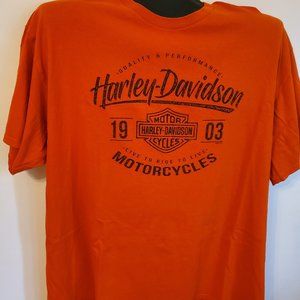 QUALITY & PERFORMANCE
Harley-Davidson
19 03
MOTOR
HARLEY-DAVIDSON
CYCLES
LIVE TO RIDE TO LIVE
MOTORCYCLES